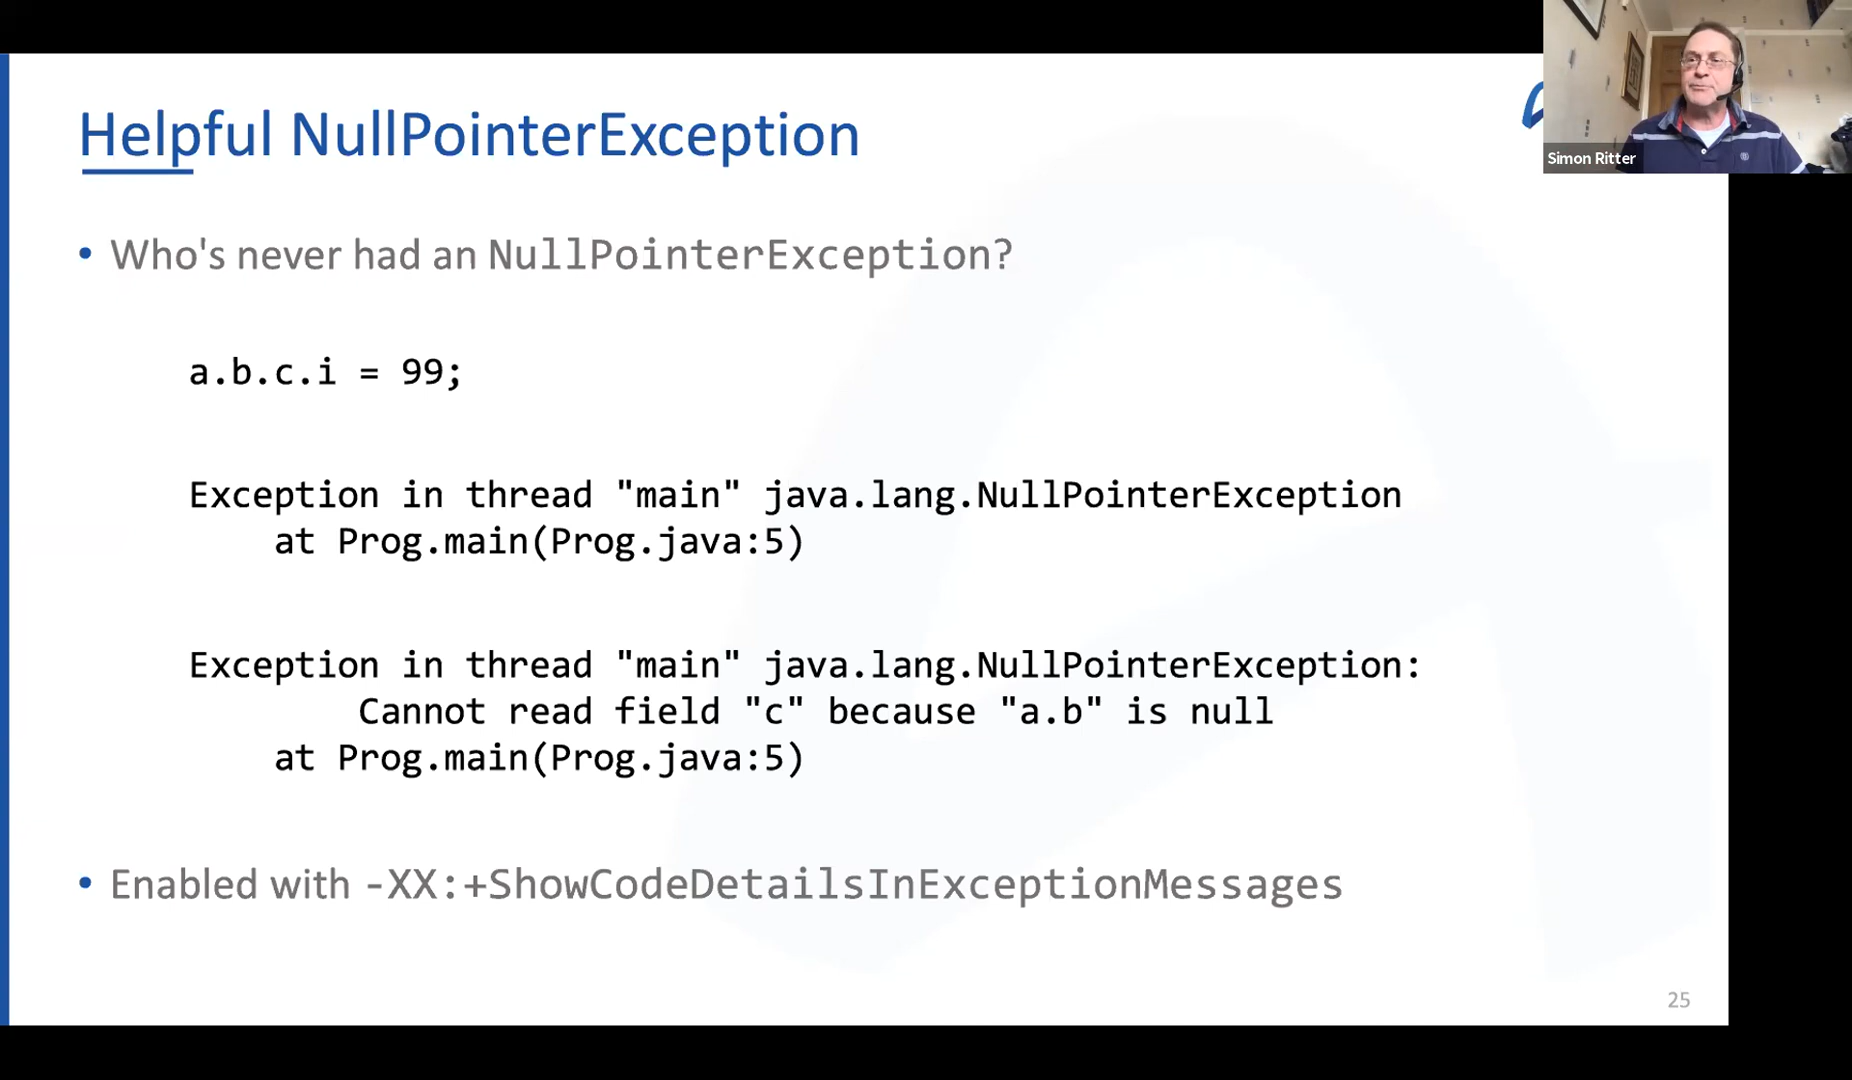 Helpful NullPointerException
• Who's never had an NullPointerException?
a.b.c.i = 99;
Exception in thread "main" java.lang.NullPointerException
at Prog.main(Prog.java:5)
Exception in thread "main" java.lang.NullPointerException:
Cannot read field "c" because "a.b" is null
at Prog.main(Prog.java:5)
• Enabled with -XX:+ShowCodeDetailsInExceptionMessages
25
Simon Ritter